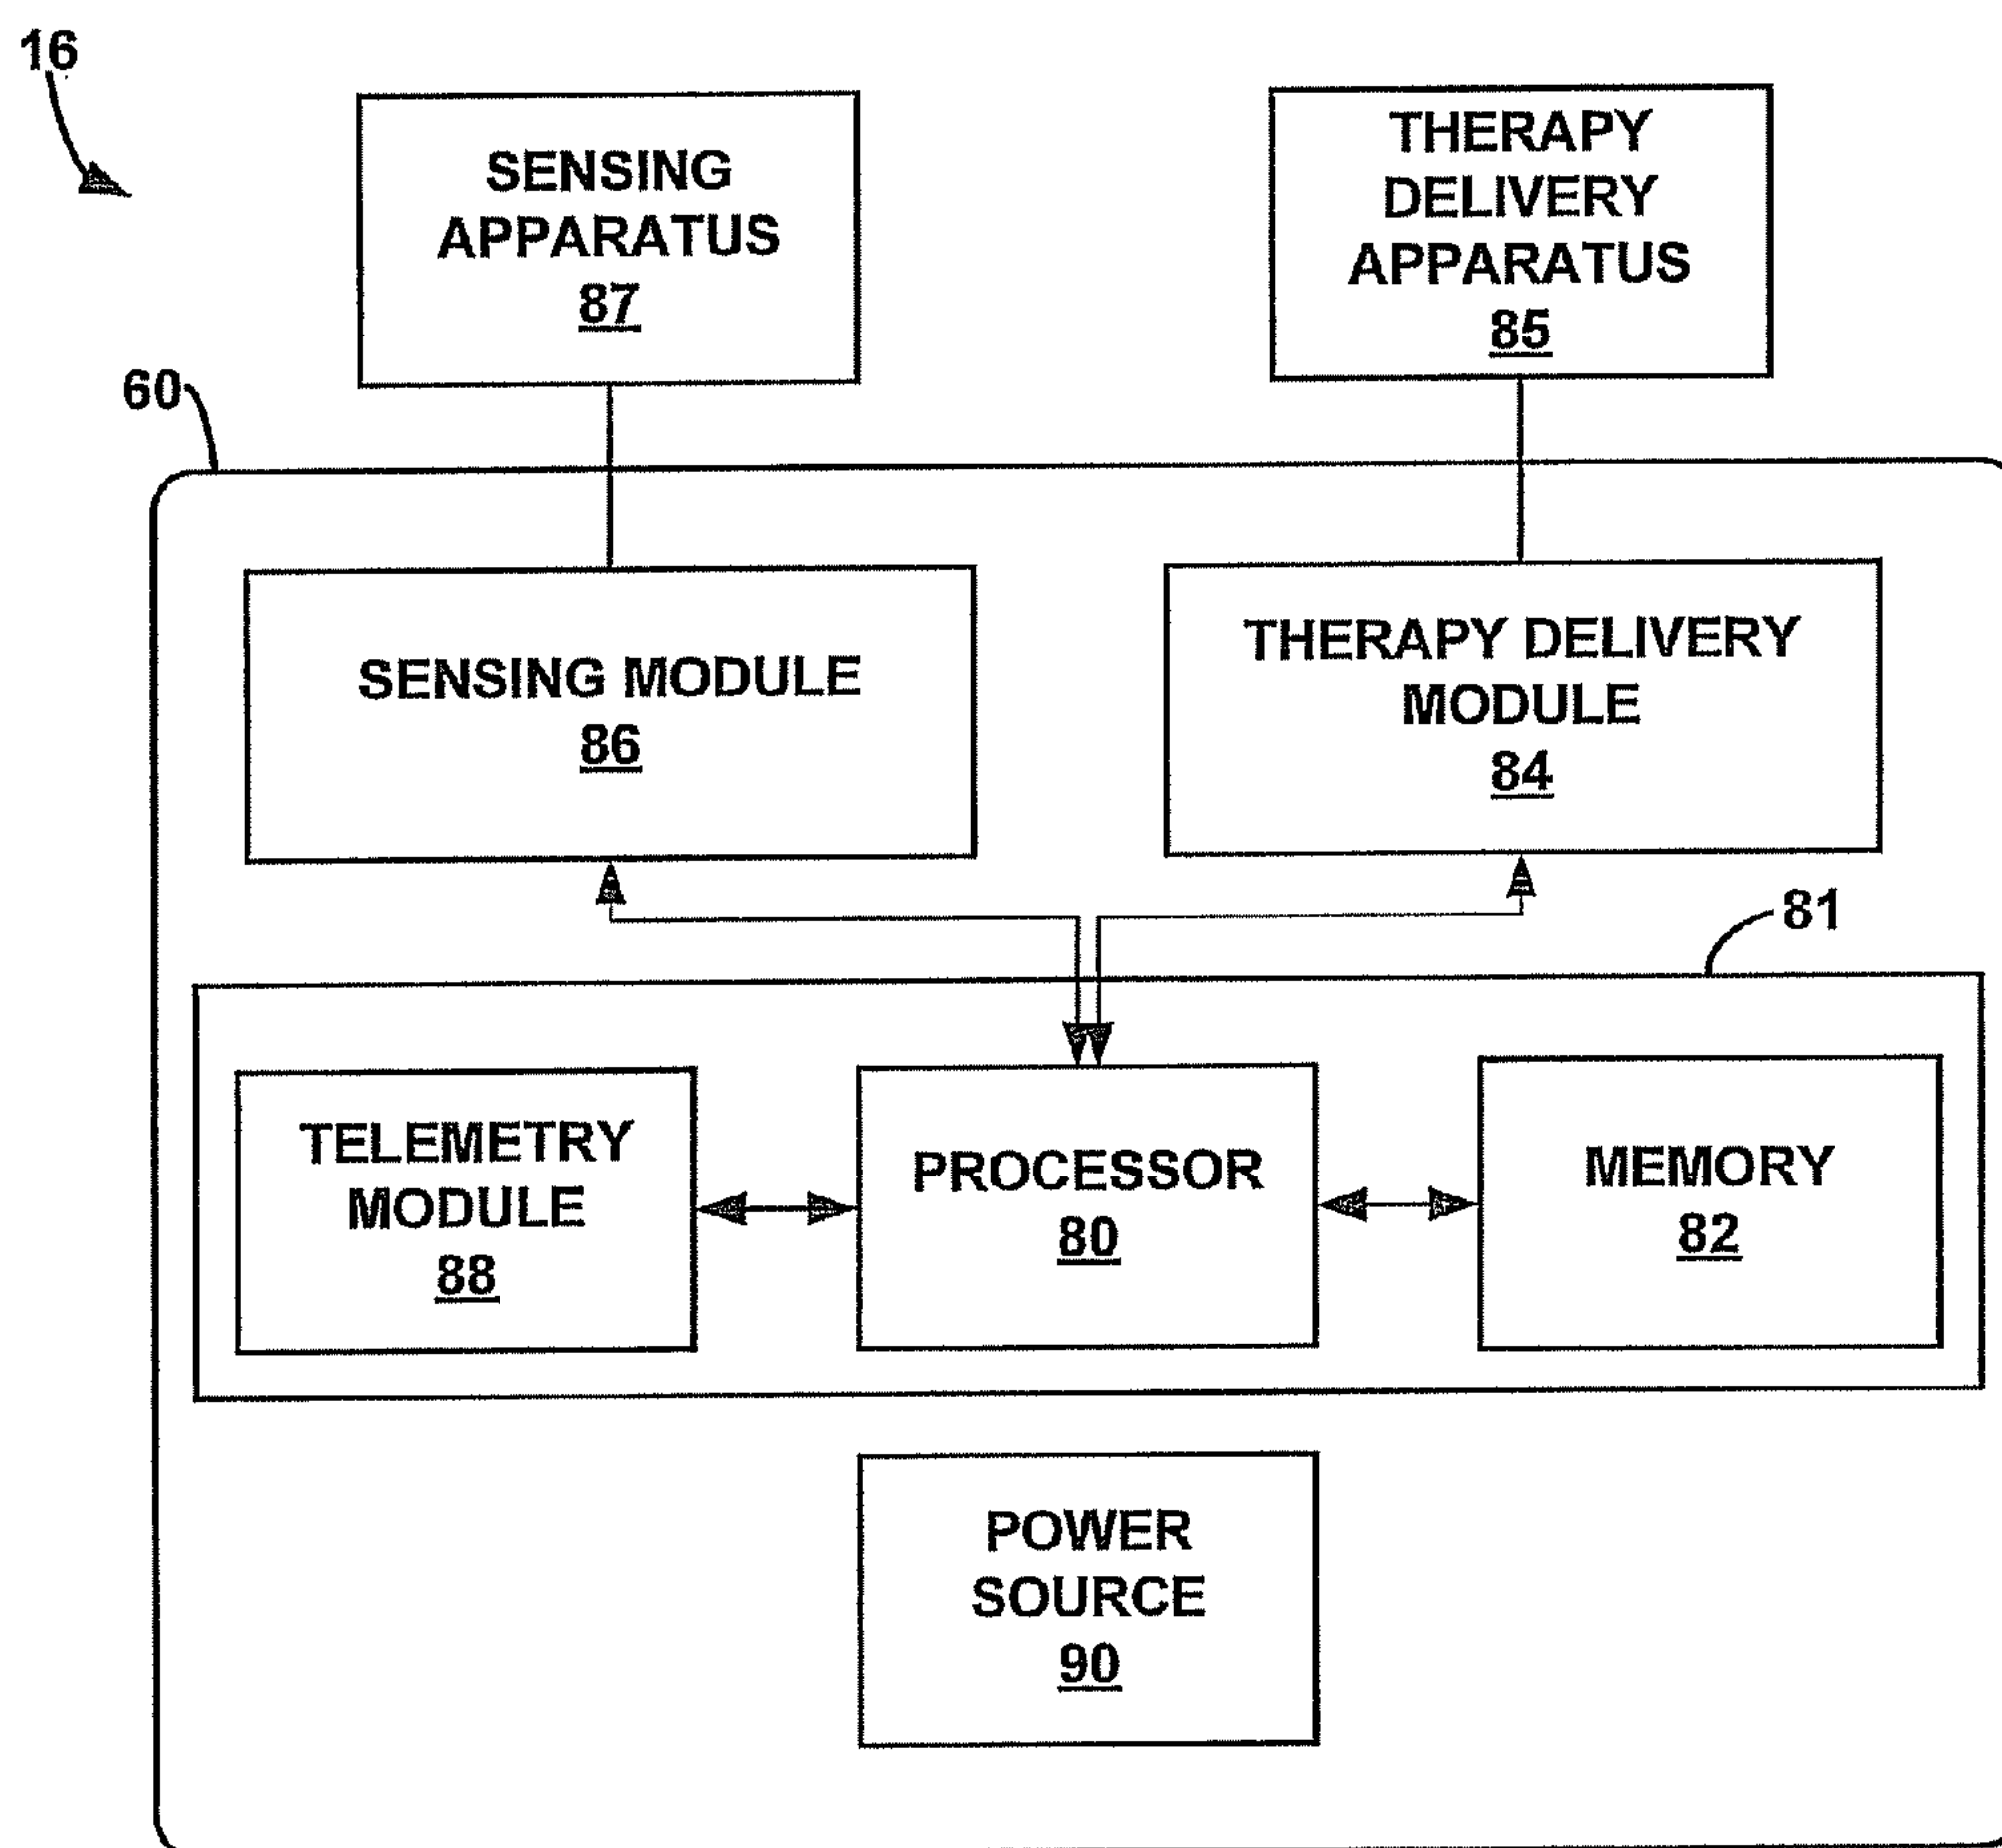 16
SENSING
APPARATUS
87
THERAPY
DELIVERY
APPARATUS
85
60
SENSING MODULE
86
THERAPY DELIVERY
MODULE
84
81
TELEMETRY
MODULE
88
PROCESSOR
80
MEMORY
82
POWER
SOURCE
90